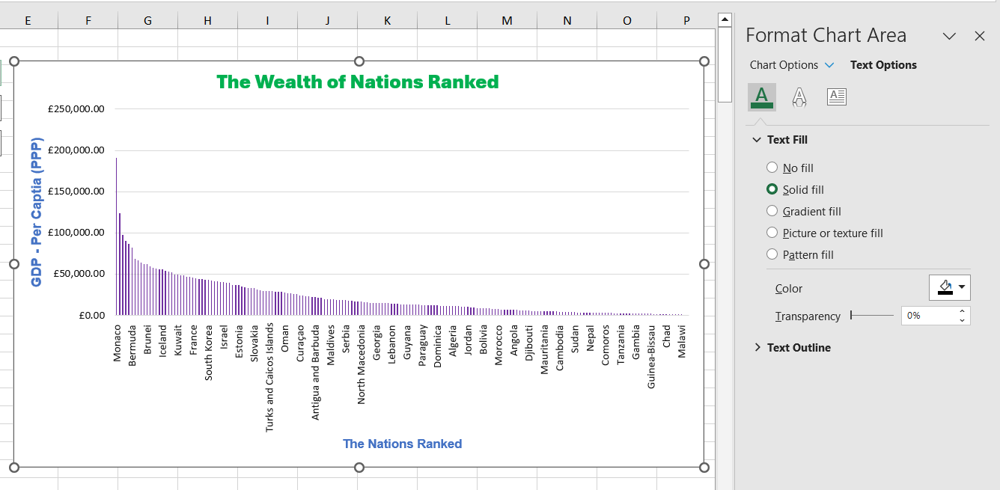 E F G H I J K L M N O P
The Wealth of Nations Ranked
GDP - Per Captia (PPP)
£250,000.00
£200,000.00
£150,000.00
£100,000.00
£50,000.00
£0.00
Monaco
Bermuda
Brunei
Iceland
Kuwait
France
South Korea
Israel
Estonia
Slovakia
Turks and Caicos Islands
Oman
Curaçao
Antigua and Barbuda
Maldives
Serbia
North Macedonia
Georgia
Lebanon
Guyana
Paraguay
Dominica
Algeria
Jordan
Bolivia
Morocco
Angola
Djibouti
Mauritania
Cambodia
Sudan
Nepal
Comoros
Tanzania
Gambia
Guinea-Bissau
Chad
Malawi
The Nations Ranked
Format Chart Area
Chart Options Text Options
Text Fill
No fill
Solid fill
Gradient fill
Picture or texture fill
Pattern fill
Color
Transparency 0%
Text Outline